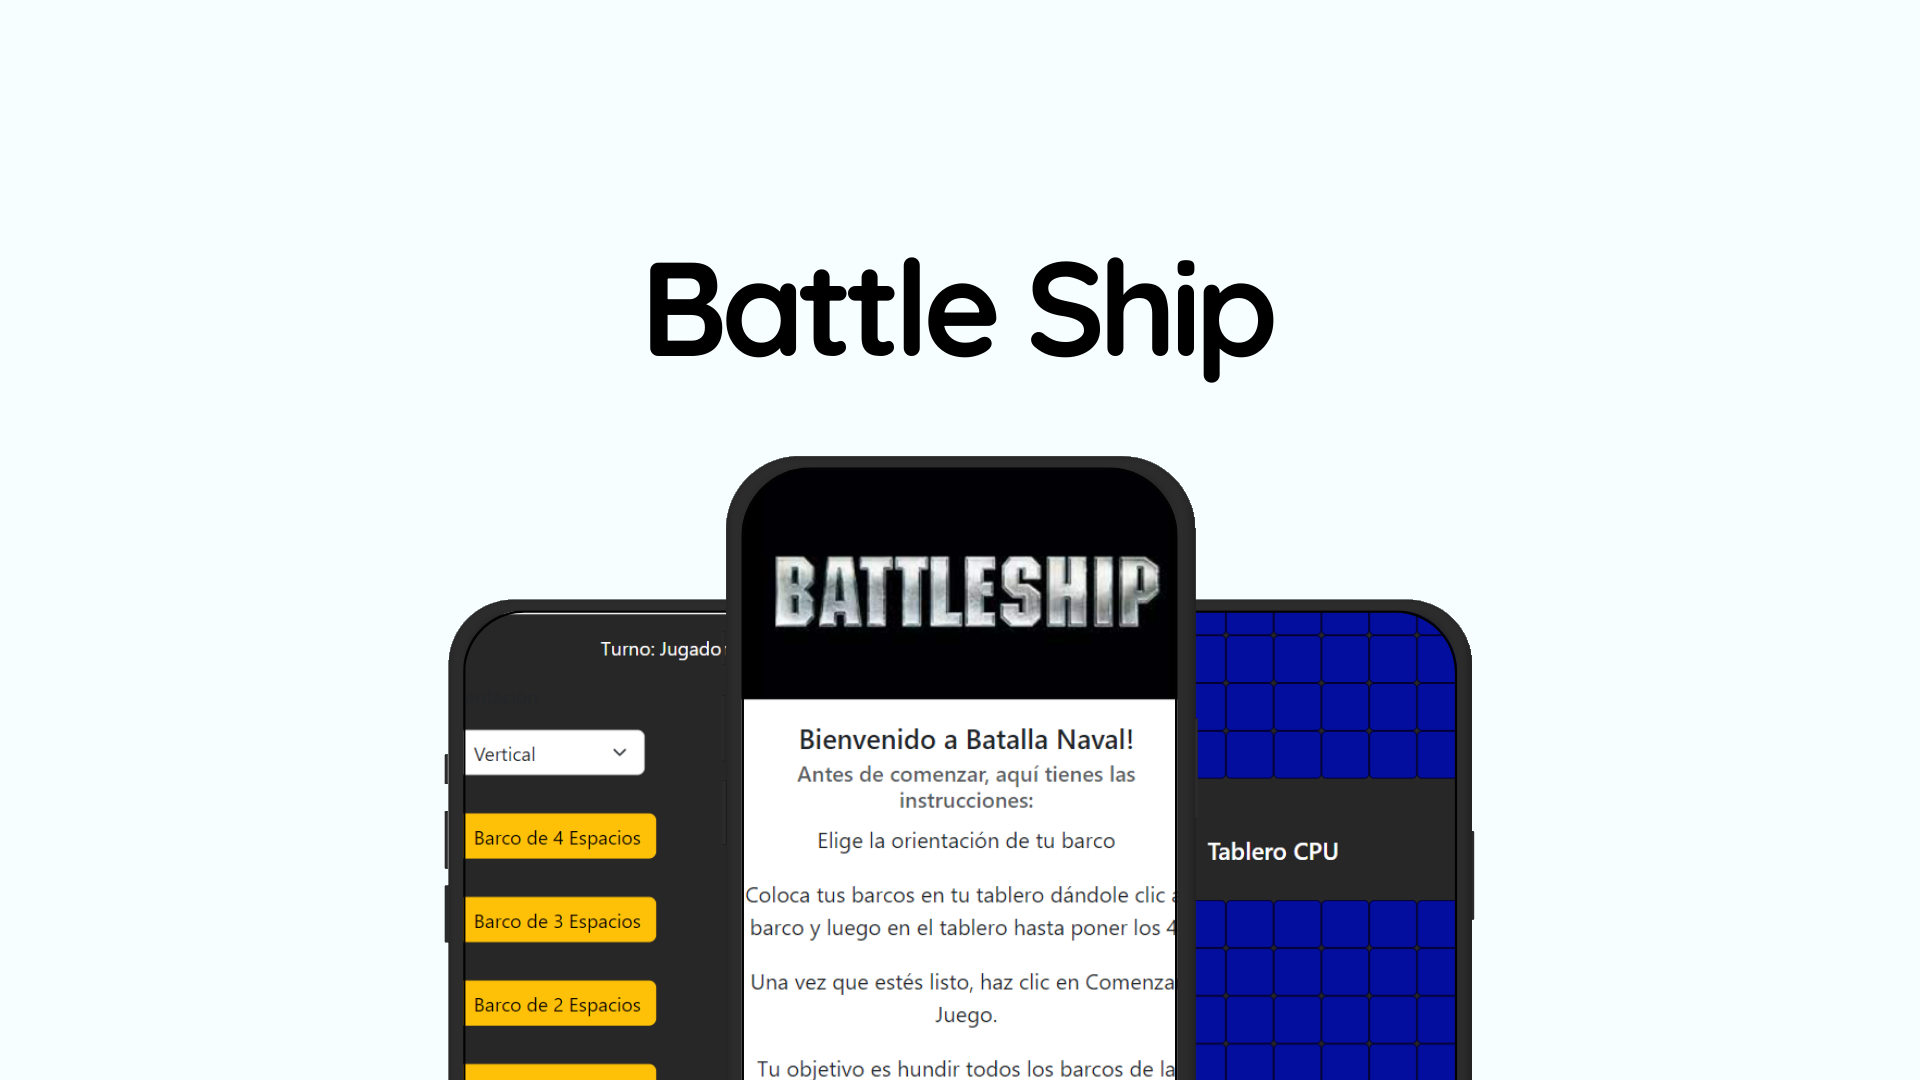 Battle Ship
Turno: Jugado
Vertical
Barco de 4 Espacios
Barco de 3 Espacios
Barco de 2 Espacios
BATTLESHIP
Bienvenido a Batalla Naval!
Antes de comenzar, aquí tienes las
instrucciones:
Elige la orientación de tu barco
Coloca tus barcos en tu tablero dándole clic a
barco y luego en el tablero hasta poner los 4
Una vez que estés listo, haz clic en Comenza
Juego.
Tu objetivo es hundir todos los barcos de la
Tablero CPU